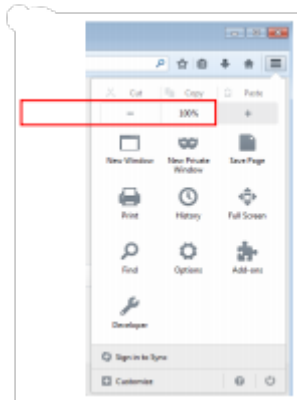 Cut Copy Paste
− 100% +
New Window New Private Window Save Page
Print History Full Screen
Find Options Add-ons
Developer
Sign in to Sync
Customize